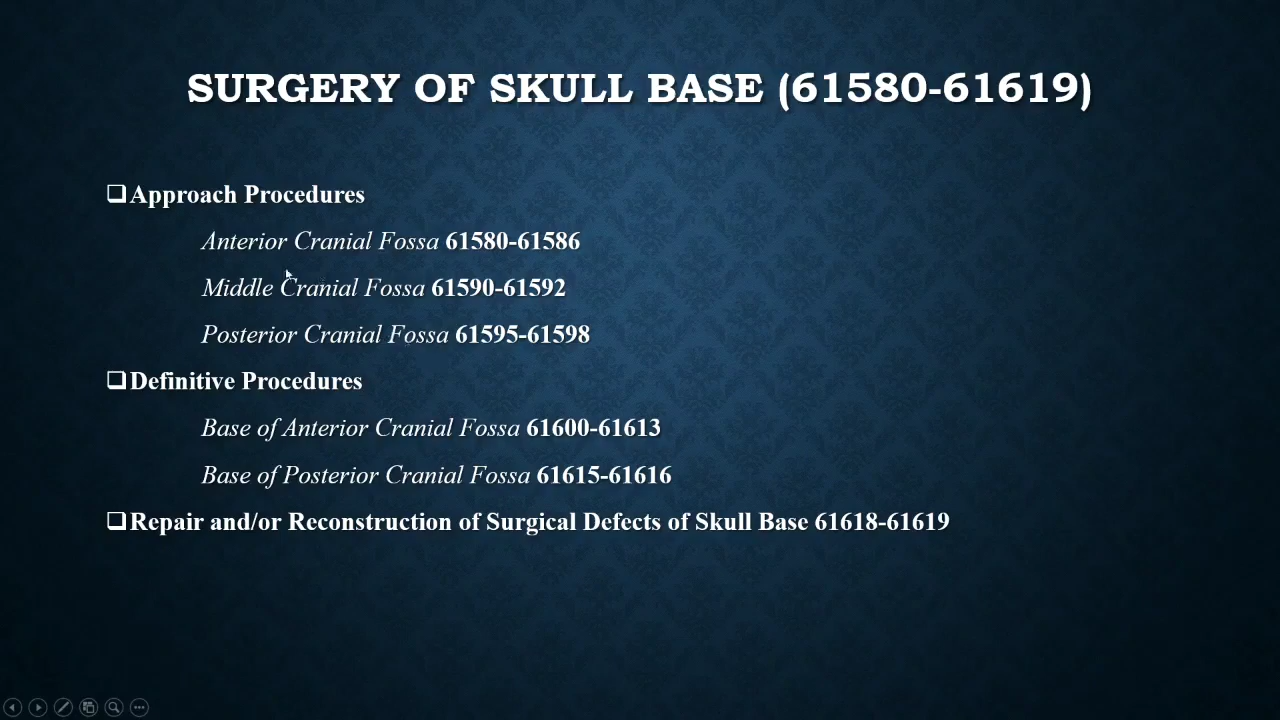 SURGERY OF SKULL BASE (61580-61619)
❑Approach Procedures
Anterior Cranial Fossa 61580-61586
Middle Cranial Fossa 61590-61592
Posterior Cranial Fossa 61595-61598
❑Definitive Procedures
Base of Anterior Cranial Fossa 61600-61613
Base of Posterior Cranial Fossa 61615-61616
❑Repair and/or Reconstruction of Surgical Defects of Skull Base 61618-61619